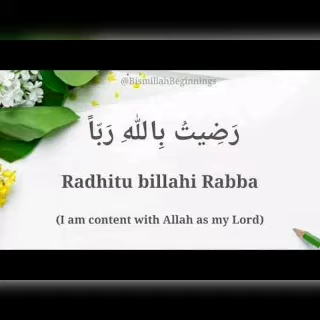 @BismillahBeginnings
رَضِيتُ بِاللهِ رَبّاً
Radhitu billahi Rabba
(I am content with Allah as my Lord)